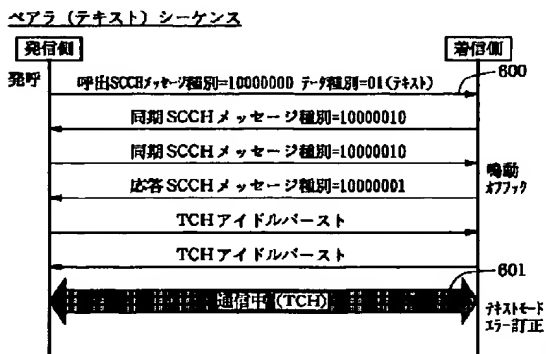 ベアラ（テキスト）シーケンス
発信側
着信側
発呼
呼出SCCHメッセージ種別=10000000 データ種別=01(テキスト)
600
同期SCCHメッセージ種別=10000010
同期SCCHメッセージ種別=10000010
鳴動
オフフック
応答SCCHメッセージ種別=10000001
TCHアイドルバースト
TCHアイドルバースト
601
通信中 (TCH)
テキストモード
エラー訂正